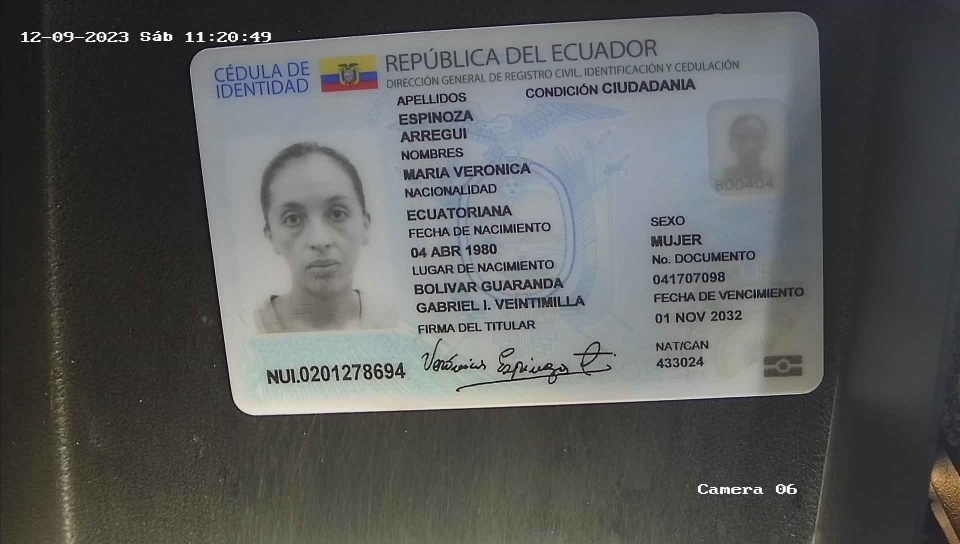 12-09-2023 Sáb 11:20:49
CÉDULA DE
IDENTIDAD
REPÚBLICA DEL ECUADOR
DIRECCIÓN GENERAL DE REGISTRO CIVIL, IDENTIFICACIÓN Y CEDULACIÓN
APELLIDOS
CONDICIÓN CIUDADANIA
ESPINOZA
ARREGUI
NOMBRES
MARIA VERONICA
NACIONALIDAD
ECUATORIANA
FECHA DE NACIMIENTO
04 ABR 1980
LUGAR DE NACIMIENTO
BOLIVAR GUARANDA
GABRIEL I. VEINTIMILLA
FIRMA DEL TITULAR
800404
SEXO
MUJER
No. DOCUMENTO
041707098
FECHA DE VENCIMIENTO
01 NOV 2032
NAT/CAN
433024
NUI.0201278694
Verónica Espinoza
Camera 06